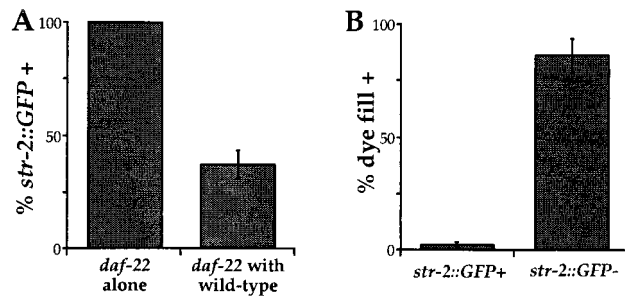 A
B
% str-2::GFP +
100
50
0
daf-22 alone
daf-22 with wild-type
% dye fill +
100
50
0
str-2::GFP+
str-2::GFP-